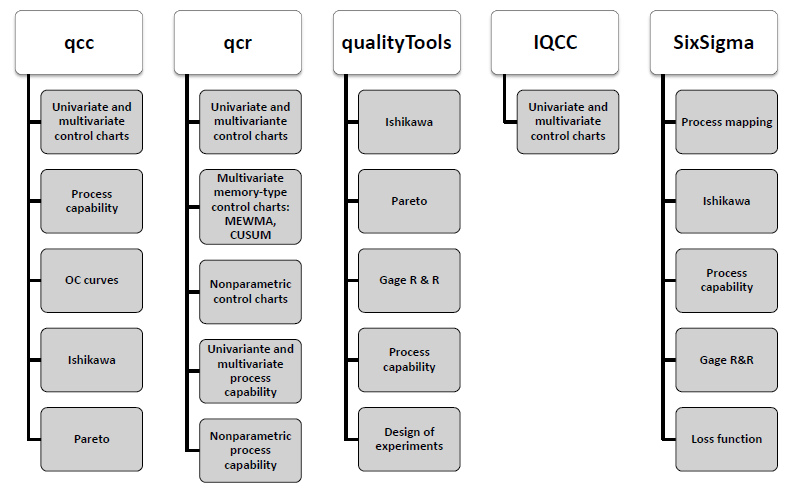 qcc
Univariate and
multivariate
control charts
Process
capability
OC curves
Ishikawa
Pareto
qcr
Univariate and
multivariante
control charts
Multivariate
memory-type
control charts:
MEWMA,
CUSUM
Nonparametric
control charts
Univariante and
multivariate
process
capability
Nonparametric
process
capability
qualityTools
Ishikawa
Pareto
Gage R & R
Process
capability
Design of
experiments
IQCC
Univariate and
multivariate
control charts
SixSigma
Process mapping
Ishikawa
Process
capability
Gage R&R
Loss function